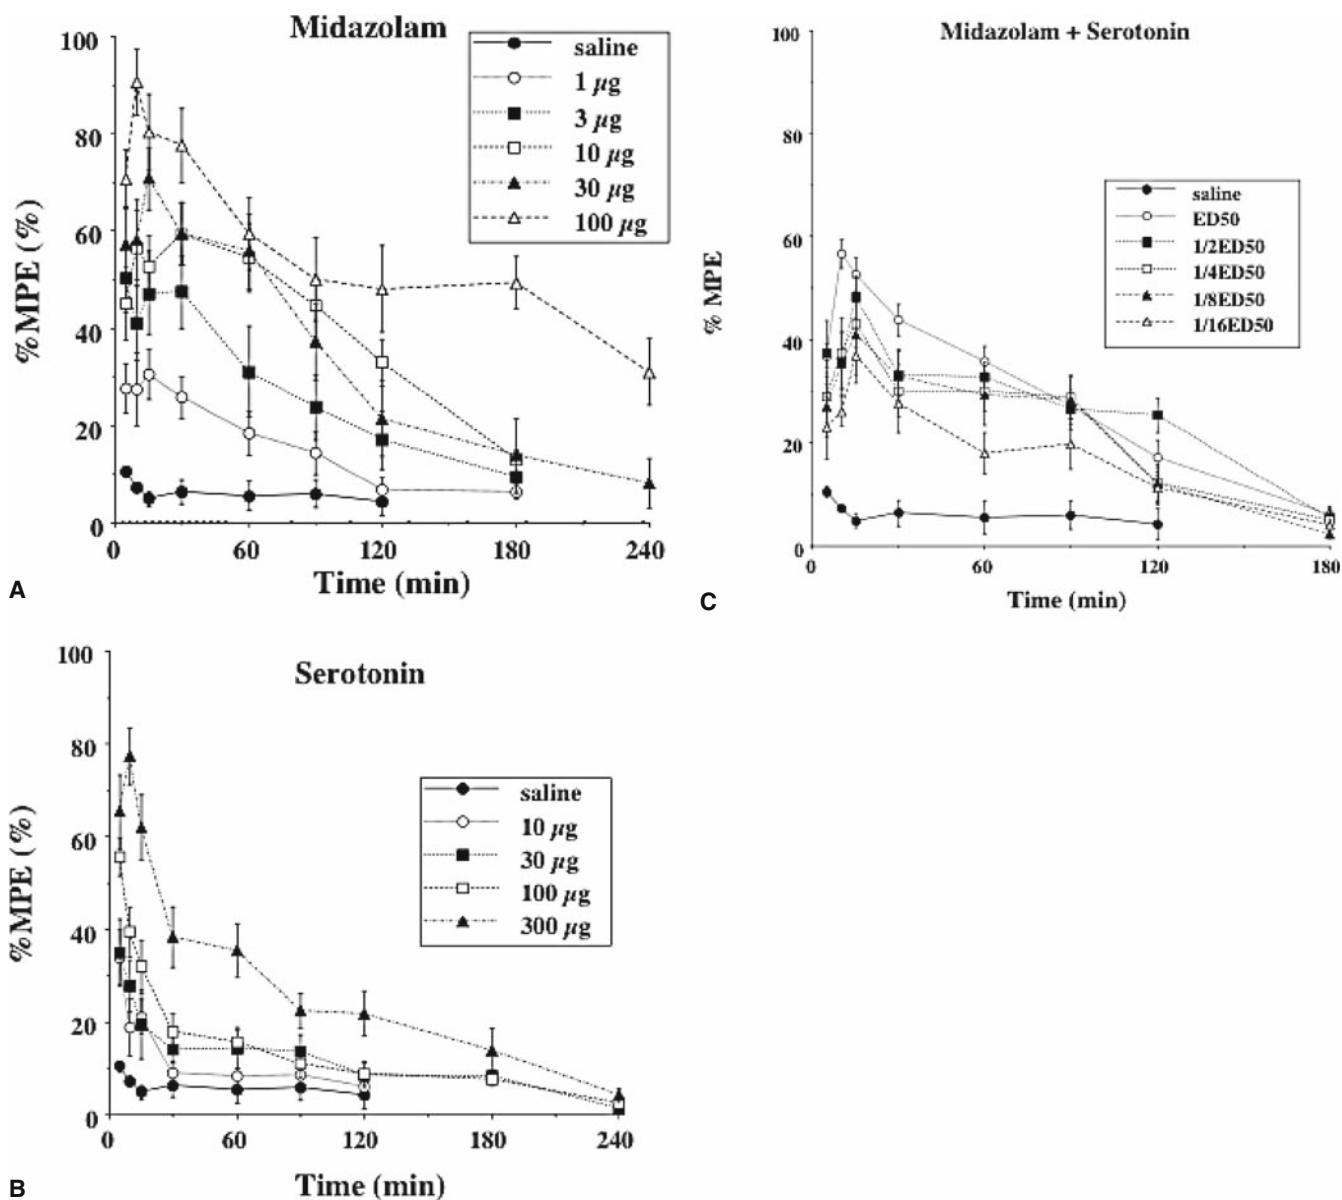 Midazolam
100
80
60
40
20
0
%MPE (%)
saline
1 µg
3 µg
10 µg
30 µg
100 µg
0 60 120 180 240
Time (min)
A
Midazolam + Serotonin
100
80
60
40
20
0
% MPE
saline
ED50
1/2ED50
1/4ED50
1/8ED50
1/16ED50
0 60 120 180
Time (min)
C
Serotonin
100
80
60
40
20
0
%MPE (%)
saline
10 µg
30 µg
100 µg
300 µg
0 60 120 180 240
Time (min)
B